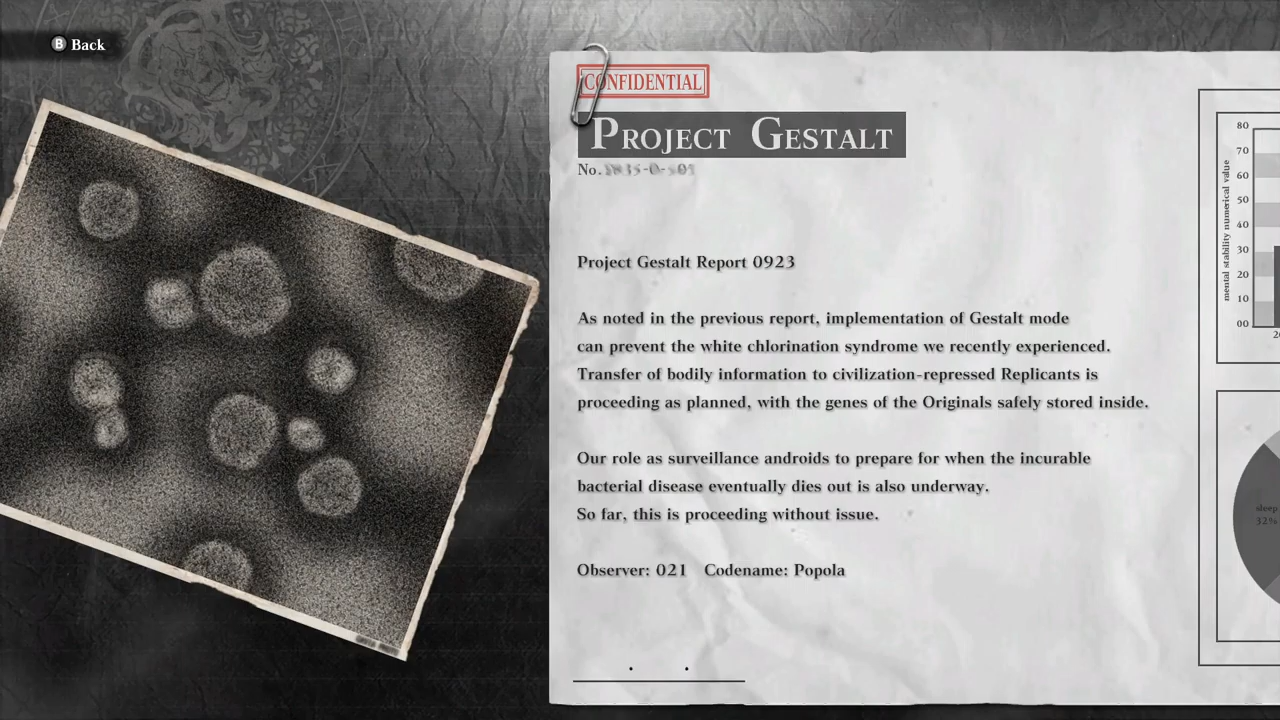 B Back
CONFIDENTIAL
PROJECT GESTALT
No.
Project Gestalt Report 0923
As noted in the previous report, implementation of Gestalt mode
can prevent the white chlorination syndrome we recently experienced.
Transfer of bodily information to civilization-repressed Replicants is
proceeding as planned, with the genes of the Originals safely stored inside.
Our role as surveillance androids to prepare for when the incurable
bacterial disease eventually dies out is also underway.
So far, this is proceeding without issue.
Observer: 021 Codename: Popola
mental stability numerical value
80
70
60
50
40
30
20
10
00
sleep
32%